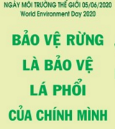 NGÀY MÔI TRƯỜNG THẾ GIỚI 05/06/2020
World Environment Day 2020
BẢO VỆ RỪNG
LÀ BẢO VỆ
LÁ PHỔI
CỦA CHÍNH MÌNH